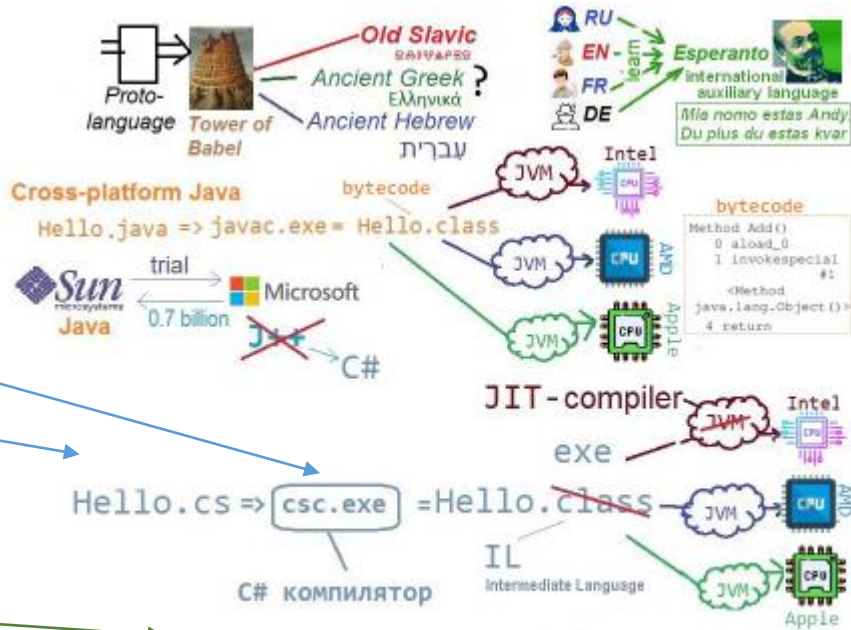 Proto-
language
Tower of
Babel
Old Slavic
Ancient Greek ?
Ελληνικά
Ancient Hebrew
עִברִית
RU
EN
FR
DE
learn
Esperanto
international
auxiliary language
Mia nomo estas Andy.
Du plus du estas kvar
Cross-platform Java
bytecode
Hello.java => javac.exe = Hello.class
JVM
Intel
CPU
JVM
CPU
AMD
JVM
CPU
Apple
bytecode
Method Add()
0 aload_0
1 invokespecial
#1
<Method
java.lang.Object()>
4 return
Sun
microsystems
Java
trial
0.7 billion
Microsoft
J++
C#
JIT-compiler
JVM
Intel
CPU
exe
Hello.cs => csc.exe =Hello.class
JVM
CPU
AMD
IL
Intermediate Language
C# компилятор
JVM
CPU
Apple